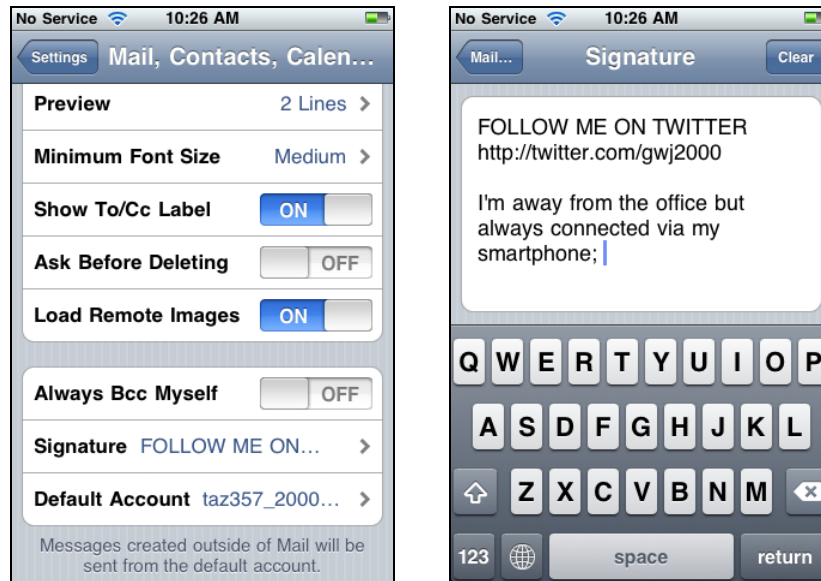 No Service 10:26 AM
Settings Mail, Contacts, Calen...
Preview 2 Lines
Minimum Font Size Medium
Show To/Cc Label ON
Ask Before Deleting OFF
Load Remote Images ON
Always Bcc Myself OFF
Signature FOLLOW ME ON...
Default Account taz357_2000...
Messages created outside of Mail will be
sent from the default account.
No Service 10:26 AM
Mail... Signature Clear
FOLLOW ME ON TWITTER
http://twitter.com/gwj2000
I'm away from the office but
always connected via my
smartphone;
Q W E R T Y U I O P
A S D F G H J K L
Z X C V B N M
123 space return